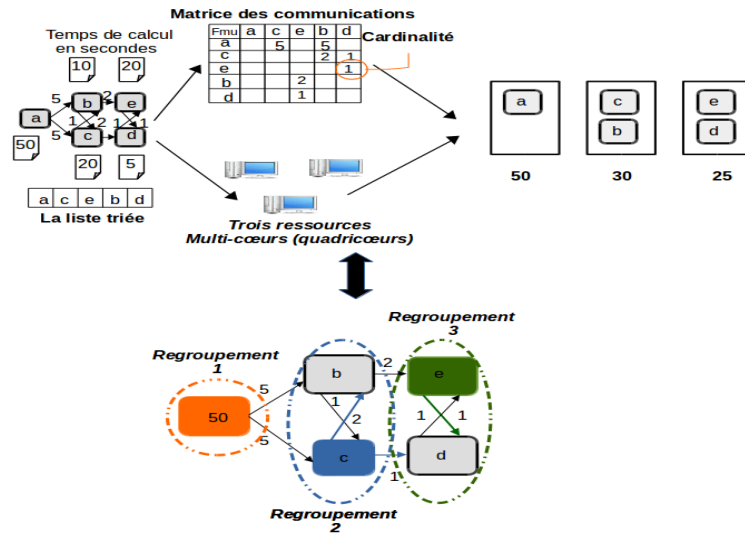 Matrice des communications
Temps de calcul
en secondes
10
20
Fmu a c e b d
a 5 5
c 2 1
e 1
b 2
d 1
Cardinalité
5
b
2
e
a
1
2
1
1
5
c
d
50
20
5
a c e b d
La liste triée
Trois ressources
Multi-cœurs (quadricœurs)
a
c
b
e
d
50
30
25
Regroupement
3
Regroupement
1
b
2
e
5
1
50
2
1
1
5
c
d
1
Regroupement
2